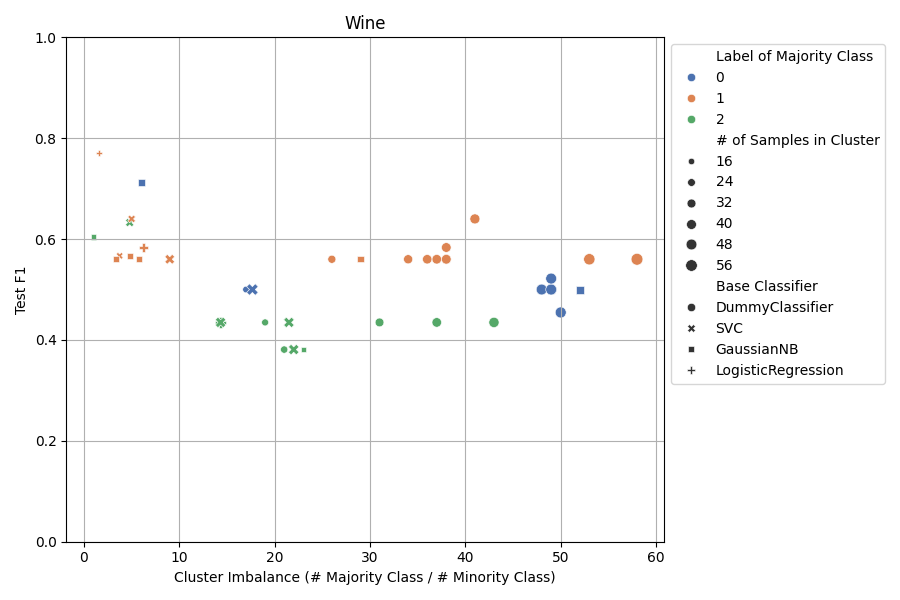 Wine
1.0
0.8
0.6
0.4
0.2
0.0
Test F1
0 10 20 30 40 50 60
Cluster Imbalance (# Majority Class / # Minority Class)
Label of Majority Class
0
1
2
# of Samples in Cluster
16
24
32
40
48
56
Base Classifier
DummyClassifier
SVC
GaussianNB
LogisticRegression